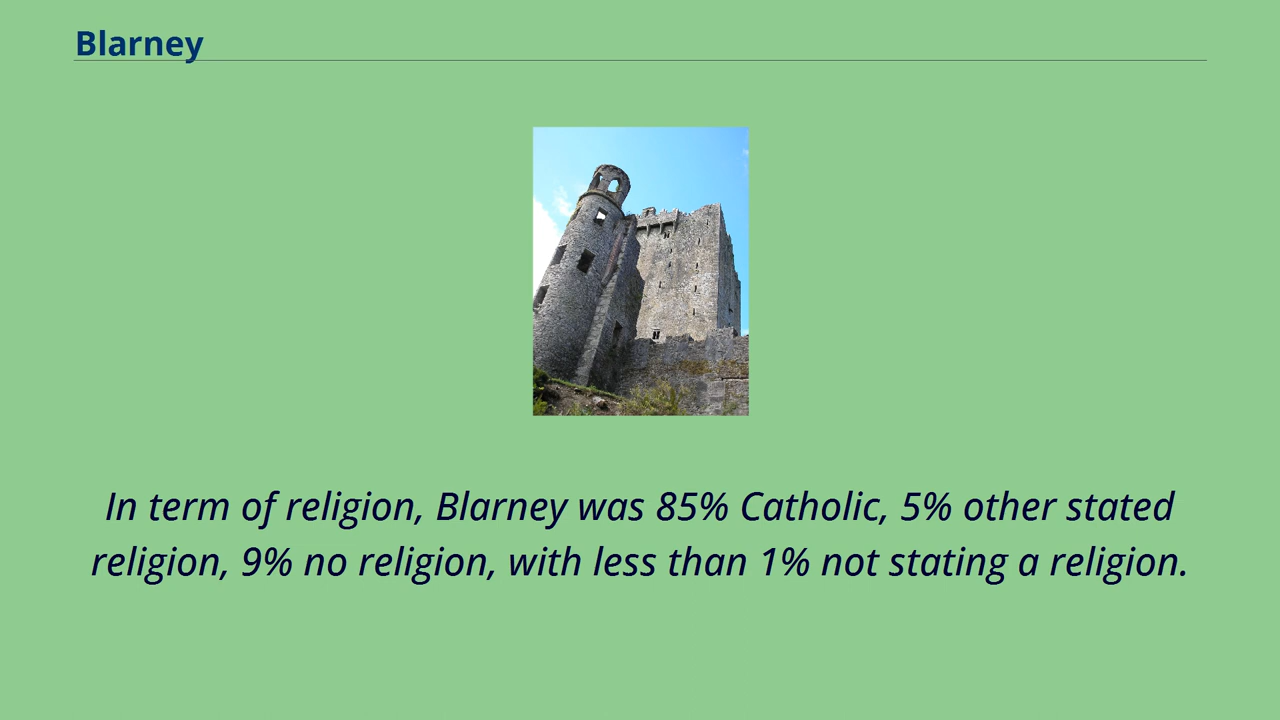 Blarney
In term of religion, Blarney was 85% Catholic, 5% other stated
religion, 9% no religion, with less than 1% not stating a religion.